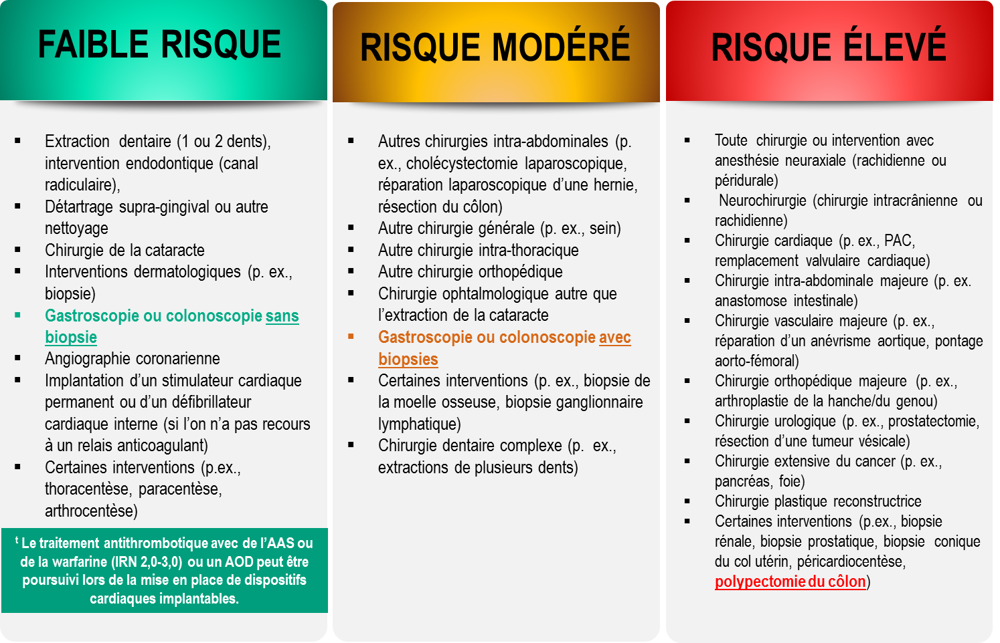 FAIBLE RISQUE
▪ Extraction dentaire (1 ou 2 dents),
intervention endodontique (canal
radiculaire),
▪ Détartrage supra-gingival ou autre
nettoyage
▪ Chirurgie de la cataracte
▪ Interventions dermatologiques (p. ex.,
biopsie)
▪ Gastroscopie ou colonoscopie sans
biopsie
▪ Angiographie coronarienne
▪ Implantation d’un stimulateur cardiaque
permanent ou d’un défibrillateur
cardiaque interne (si l’on n’a pas recours
à un relais anticoagulant)
▪ Certaines interventions (p.ex.,
thoracentèse, paracentèse,
arthrocentèse)
t Le traitement antithrombotique avec de l’AAS ou
de la warfarine (IRN 2,0-3,0) ou un AOD peut être
poursuivi lors de la mise en place de dispositifs
cardiaques implantables.
RISQUE MODÉRÉ
▪ Autres chirurgies intra-abdominales (p.
ex., cholécystectomie laparoscopique,
réparation laparoscopique d’une hernie,
résection du côlon)
▪ Autre chirurgie générale (p. ex., sein)
▪ Autre chirurgie intra-thoracique
▪ Autre chirurgie orthopédique
▪ Chirurgie ophtalmologique autre que
l’extraction de la cataracte
▪ Gastroscopie ou colonoscopie avec
biopsies
▪ Certaines interventions (p. ex., biopsie de
la moelle osseuse, biopsie ganglionnaire
lymphatique)
▪ Chirurgie dentaire complexe (p. ex.,
extractions de plusieurs dents)
RISQUE ÉLEVÉ
▪ Toute chirurgie ou intervention avec
anesthésie neuraxiale (rachidienne ou
péridurale)
▪ Neurochirurgie (chirurgie intracrânienne ou
rachidienne)
▪ Chirurgie cardiaque (p. ex., PAC,
remplacement valvulaire cardiaque)
▪ Chirurgie intra-abdominale majeure (p. ex.
anastomose intestinale)
▪ Chirurgie vasculaire majeure (p. ex.,
réparation d’un anévrisme aortique, pontage
aorto-fémoral)
▪ Chirurgie orthopédique majeure (p. ex.,
arthroplastie de la hanche/du genou)
▪ Chirurgie urologique (p. ex., prostatectomie,
résection d’une tumeur vésicale)
▪ Chirurgie extensive du cancer (p. ex.,
pancréas, foie)
▪ Chirurgie plastique reconstructrice
▪ Certaines interventions (p.ex., biopsie
rénale, biopsie prostatique, biopsie conique
du col utérin, péricardiocentèse,
polypectomie du côlon)